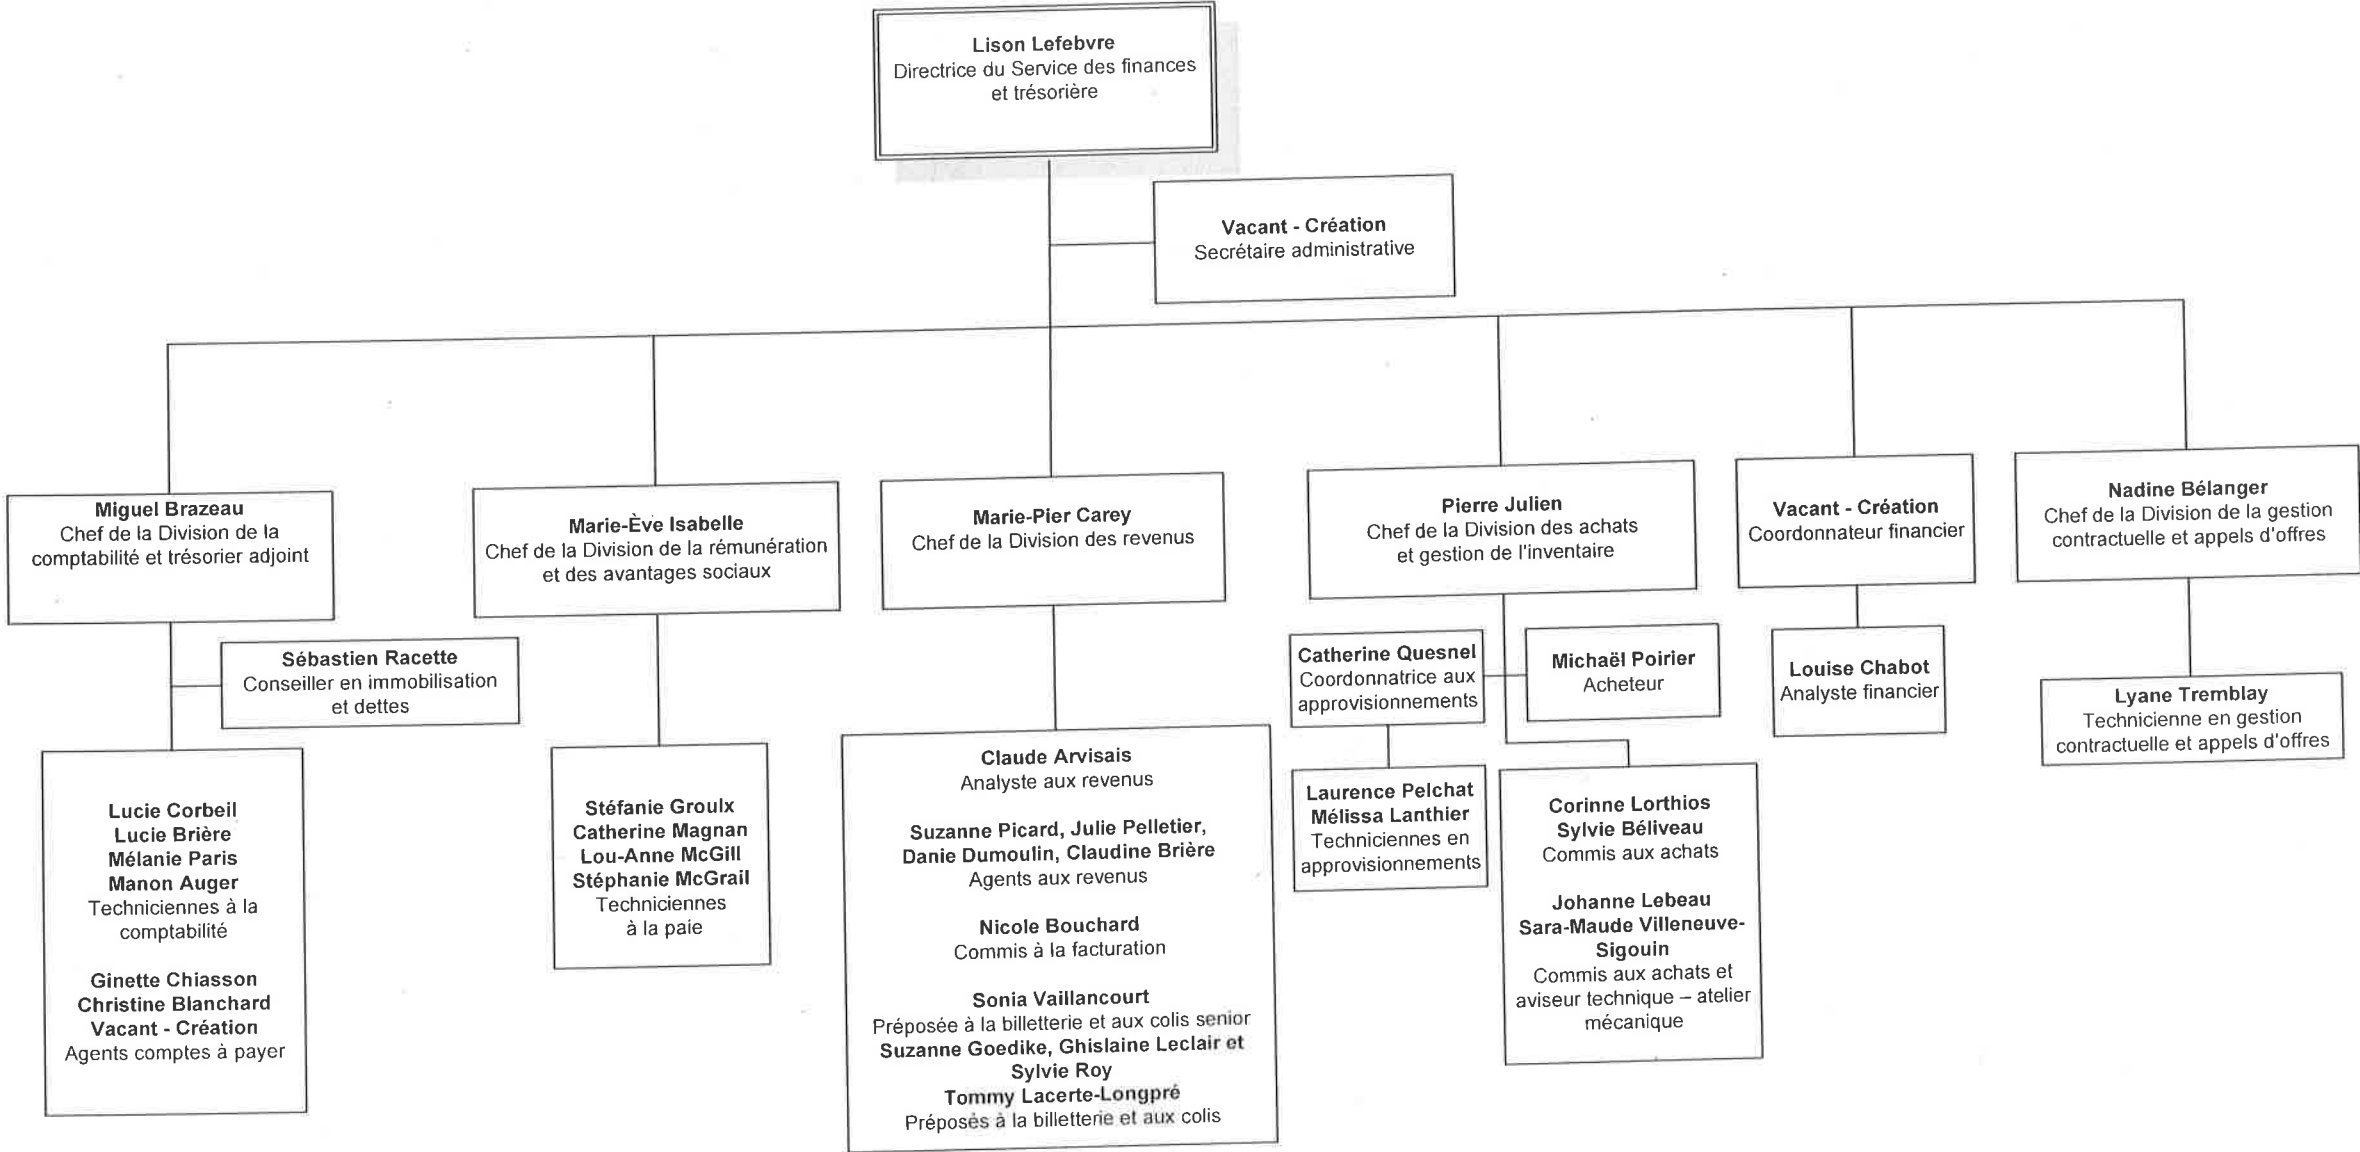 Lison Lefebvre
Directrice du Service des finances
et trésorière
Vacant - Création
Secrétaire administrative
Miguel Brazeau
Chef de la Division de la
comptabilité et trésorier adjoint
Marie-Ève Isabelle
Chef de la Division de la rémunération
et des avantages sociaux
Marie-Pier Carey
Chef de la Division des revenus
Pierre Julien
Chef de la Division des achats
et gestion de l'inventaire
Vacant - Création
Coordonnateur financier
Nadine Bélanger
Chef de la Division de la gestion
contractuelle et appels d'offres
Sébastien Racette
Conseiller en immobilisation
et dettes
Catherine Quesnel
Coordonnatrice aux
approvisionnements
Michaël Poirier
Acheteur
Louise Chabot
Analyste financier
Lyane Tremblay
Technicienne en gestion
contractuelle et appels d'offres
Lucie Corbeil
Lucie Brière
Mélanie Paris
Manon Auger
Techniciennes à la
comptabilité
Ginette Chiasson
Christine Blanchard
Vacant - Création
Agents comptes à payer
Stéfanie Groulx
Catherine Magnan
Lou-Anne McGill
Stéphanie McGrail
Techniciennes
à la paie
Claude Arvisais
Analyste aux revenus
Suzanne Picard, Julie Pelletier,
Danie Dumoulin, Claudine Brière
Agents aux revenus
Nicole Bouchard
Commis à la facturation
Sonia Vaillancourt
Préposée à la billetterie et aux colis senior
Suzanne Goedike, Ghislaine Leclair et
Sylvie Roy
Tommy Lacerte-Longpré
Préposés à la billetterie et aux colis
Laurence Pelchat
Mélissa Lanthier
Techniciennes en
approvisionnements
Corinne Lorthios
Sylvie Béliveau
Commis aux achats
Johanne Lebeau
Sara-Maude Villeneuve-
Sigouin
Commis aux achats et
aviseur technique – atelier
mécanique